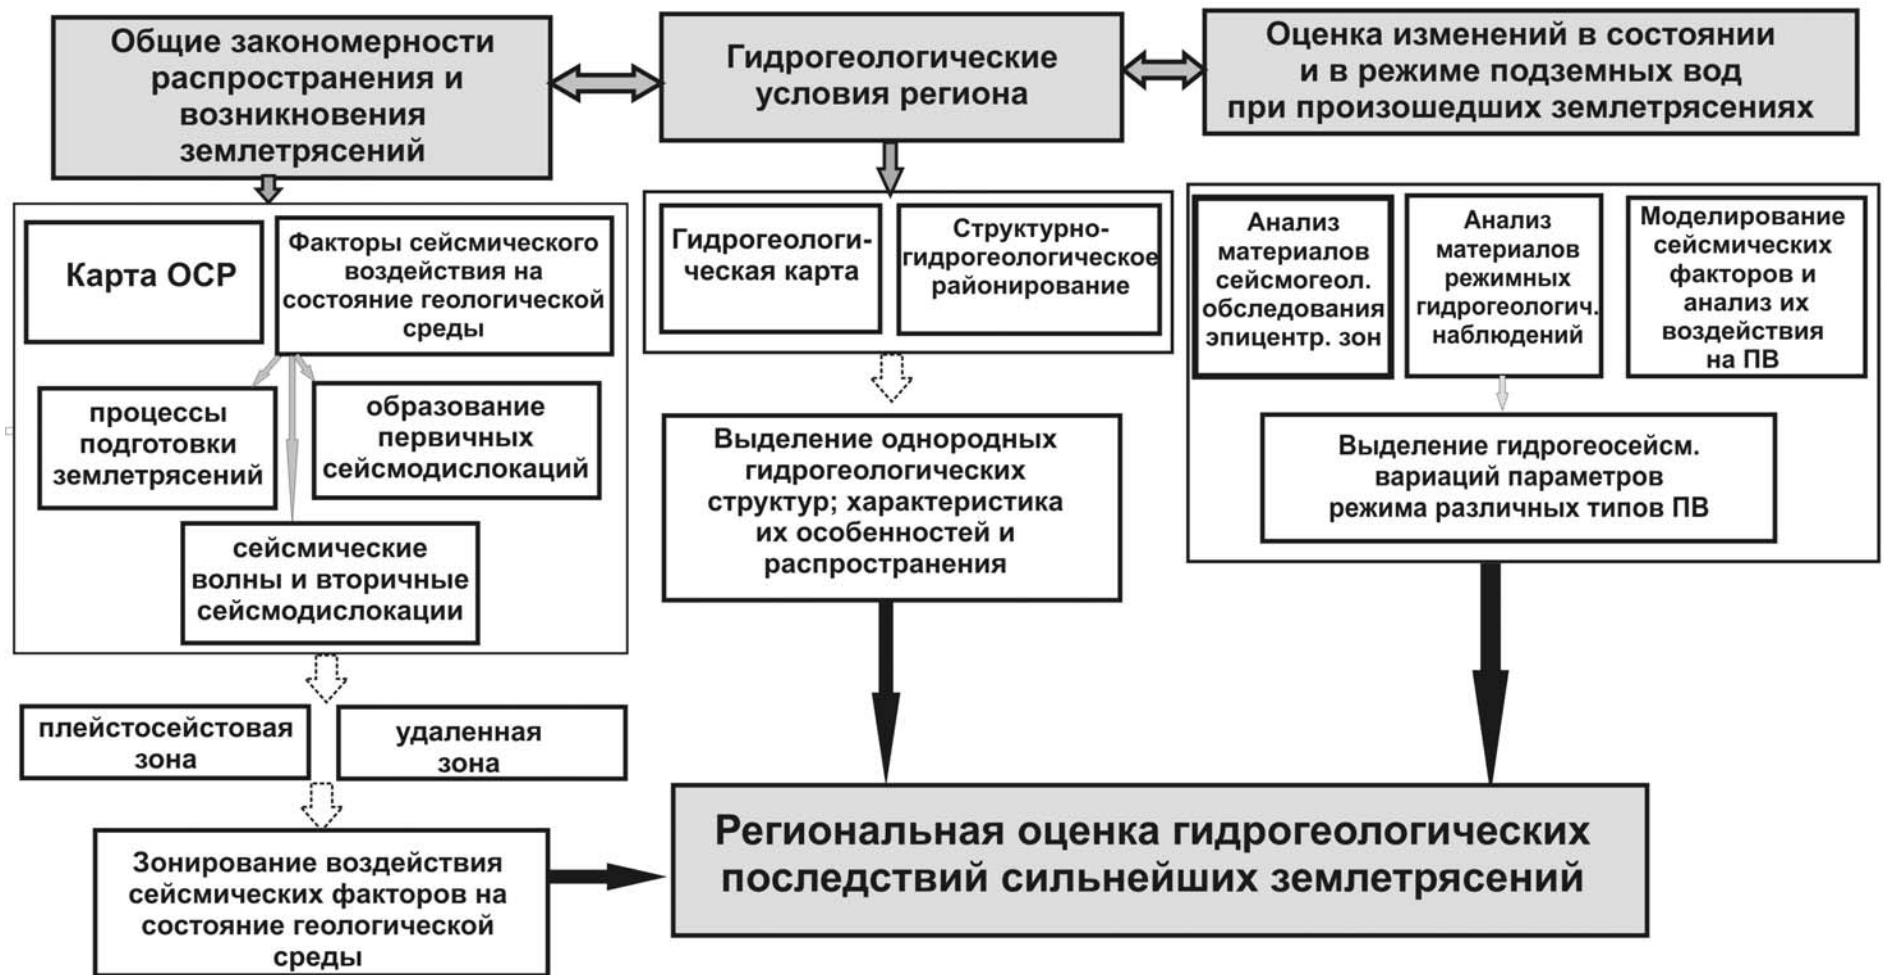 Общие закономерности
распространения и
возникновения
землетрясений
Гидрогеологические
условия региона
Оценка изменений в состоянии
и в режиме подземных вод
при произошедших землетрясениях
Карта ОСР
Факторы сейсмического
воздействия на
состояние геологической
среды
процессы
подготовки
землетрясений
образование
первичных
сейсмодислокаций
сейсмические
волны и вторичные
сейсмодислокации
плейстосейстовая
зона
удаленная
зона
Зонирование воздействия
сейсмических факторов на
состояние геологической
среды
Гидрогеологи-
ческая карта
Структурно-
гидрогеологическое
районирование
Выделение однородных
гидрогеологических
структур; характеристика
их особенностей и
распространения
Анализ
материалов
сейсмогеол.
обследования
эпицентр. зон
Анализ
материалов
режимных
гидрогеологич.
наблюдений
Моделирование
сейсмических
факторов и
анализ их
воздействия
на ПВ
Выделение гидрогеосейсм.
вариаций параметров
режима различных типов ПВ
Региональная оценка гидрогеологических
последствий сильнейших землетрясений